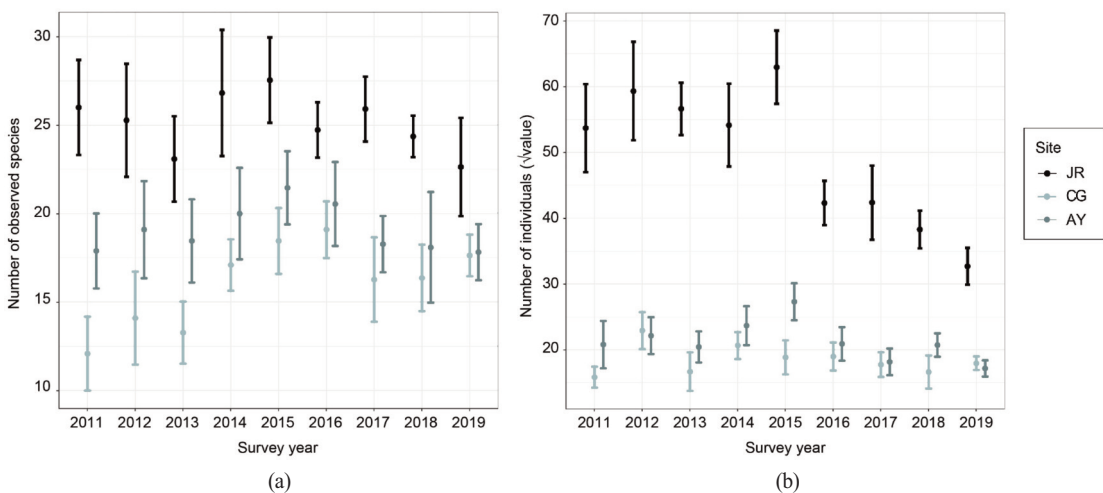 Number of observed species
30
25
20
15
10
2011 2012 2013 2014 2015 2016 2017 2018 2019
Survey year
(a)
Number of individuals (√value)
70
60
50
40
30
20
2011 2012 2013 2014 2015 2016 2017 2018 2019
Survey year
(b)
Site
JR
CG
AY